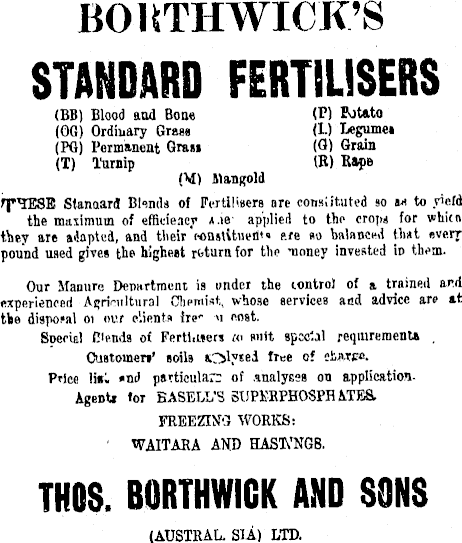 BORTHWICK'S
STANDARD FERTILISERS
(BB) Blood and Bone (P) Potato
(OG) Ordinary Grass (L) Legumes
(PG) Permanent Grass (G) Grain
(T) Turnip (R) Rape
(M) Mangold
THESE Standard Blends of Fertilisers are constituted so as to yield
the maximum of efficiency when applied to the crops for which
they are adapted, and their constituents are so balanced that every
pound used gives the highest return for the money invested in them.
Our Manure Department is under the control of a trained and
experienced Agricultural Chemist, whose services and advice are at
the disposal of our clients free of cost.
Special Blends of Fertilisers to suit special requirements
Customers' soils analysed free of charge.
Price list and particulars of analyses on application.
Agents for BASELL'S SUPERPHOSPHATES.
FREEZING WORKS:
WAITARA AND HASTINGS.
THOS. BORTHWICK AND SONS
(AUSTRALASIA) LTD.